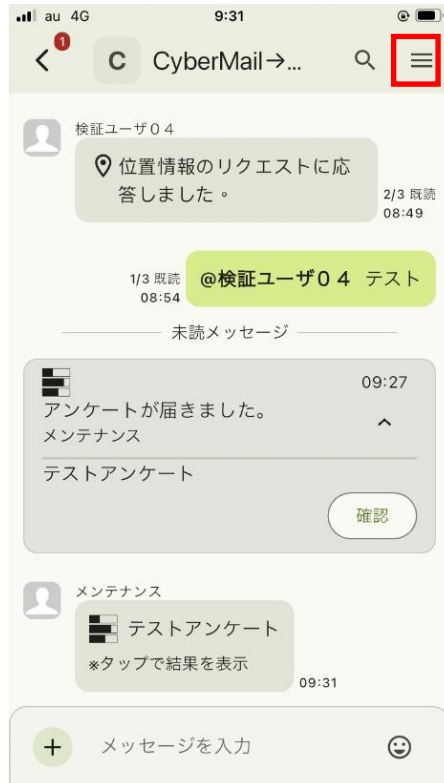 au 4G 9:31
1
C CyberMail→...
検証ユーザ０４
位置情報のリクエストに応
答しました。
2/3 既読
08:49
1/3 既読
08:54
@検証ユーザ０４ テスト
未読メッセージ
09:27
アンケートが届きました。
メンテナンス
テストアンケート
確認
メンテナンス
テストアンケート
※タップで結果を表示
09:31
メッセージを入力